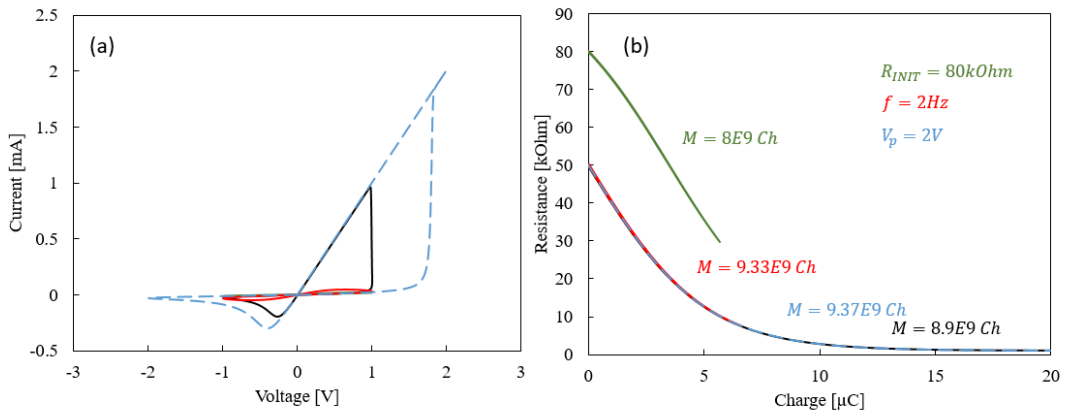 (a)
2.5
2
1.5
1
0.5
0
-0.5
-3
-2
-1
0
1
2
3
Current [mA]
Voltage [V]
(b)
90
80
70
60
50
40
30
20
10
0
0
5
10
15
20
Resistance [kOhm]
Charge [µC]
R_INIT = 80kOhm
f = 2Hz
V_p = 2V
M = 8E9 Ch
M = 9.33E9 Ch
M = 9.37E9 Ch
M = 8.9E9 Ch